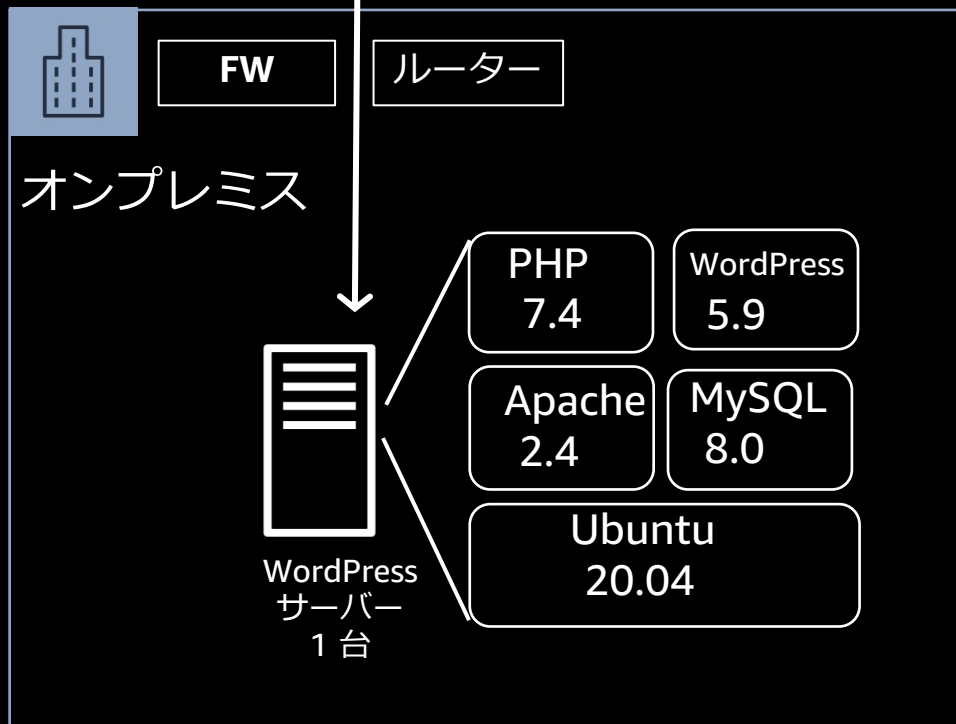 FW
ルーター
オンプレミス
PHP
7.4
WordPress
5.9
Apache
2.4
MySQL
8.0
Ubuntu
20.04
WordPress
サーバー
1 台